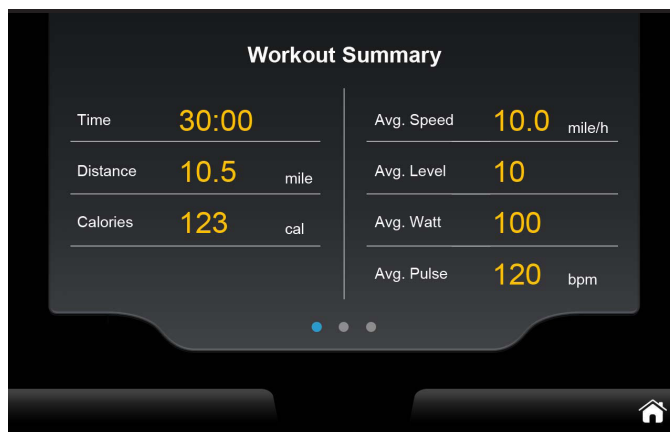 Workout Summary
Time 30:00
Distance 10.5 mile
Calories 123 cal
Avg. Speed 10.0 mile/h
Avg. Level 10
Avg. Watt 100
Avg. Pulse 120 bpm